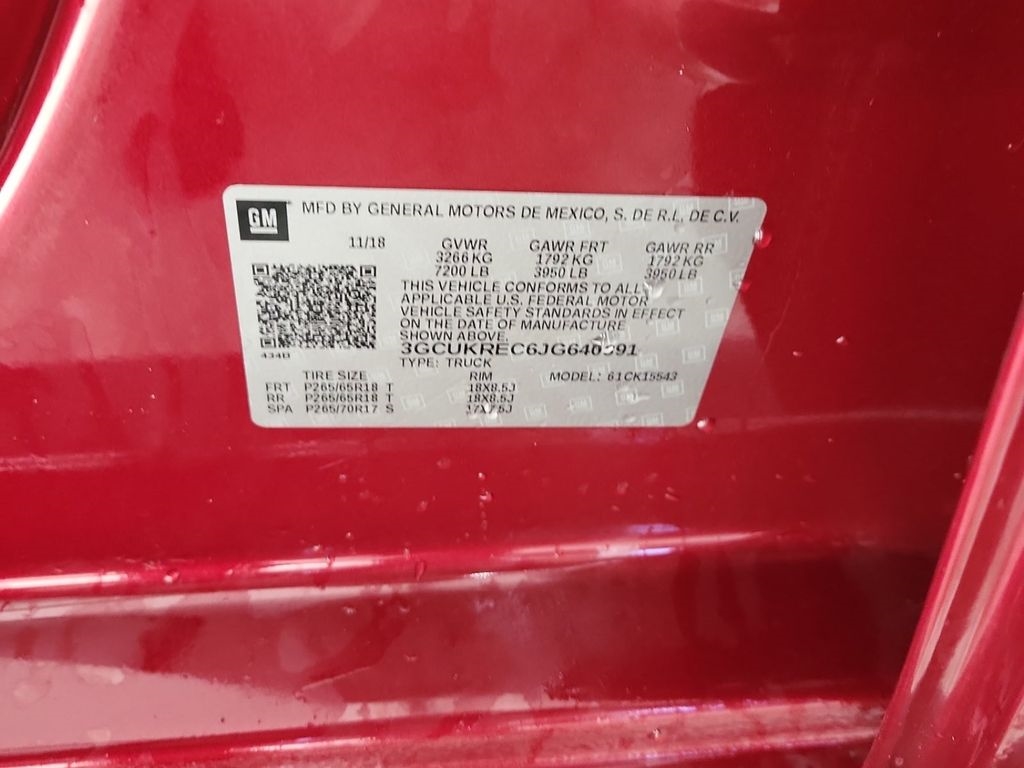 GM
MFD BY GENERAL MOTORS DE MEXICO, S. DE R.L. DE C.V.
11/18 GVWR GAWR FRT GAWR RR
3266 KG 1792 KG 1792 KG
7200 LB 3950 LB 3950 LB
THIS VEHICLE CONFORMS TO ALL
APPLICABLE U.S. FEDERAL MOTOR
VEHICLE SAFETY STANDARDS IN EFFECT
ON THE DATE OF MANUFACTURE
SHOWN ABOVE.
434B
TYPE: TRUCK MODEL: 61CK15543
TIRE SIZE RIM
FRT P265/65R18 T 18X8.5J
RR P265/65R18 T 18X8.5J
SPA P265/70R17 S